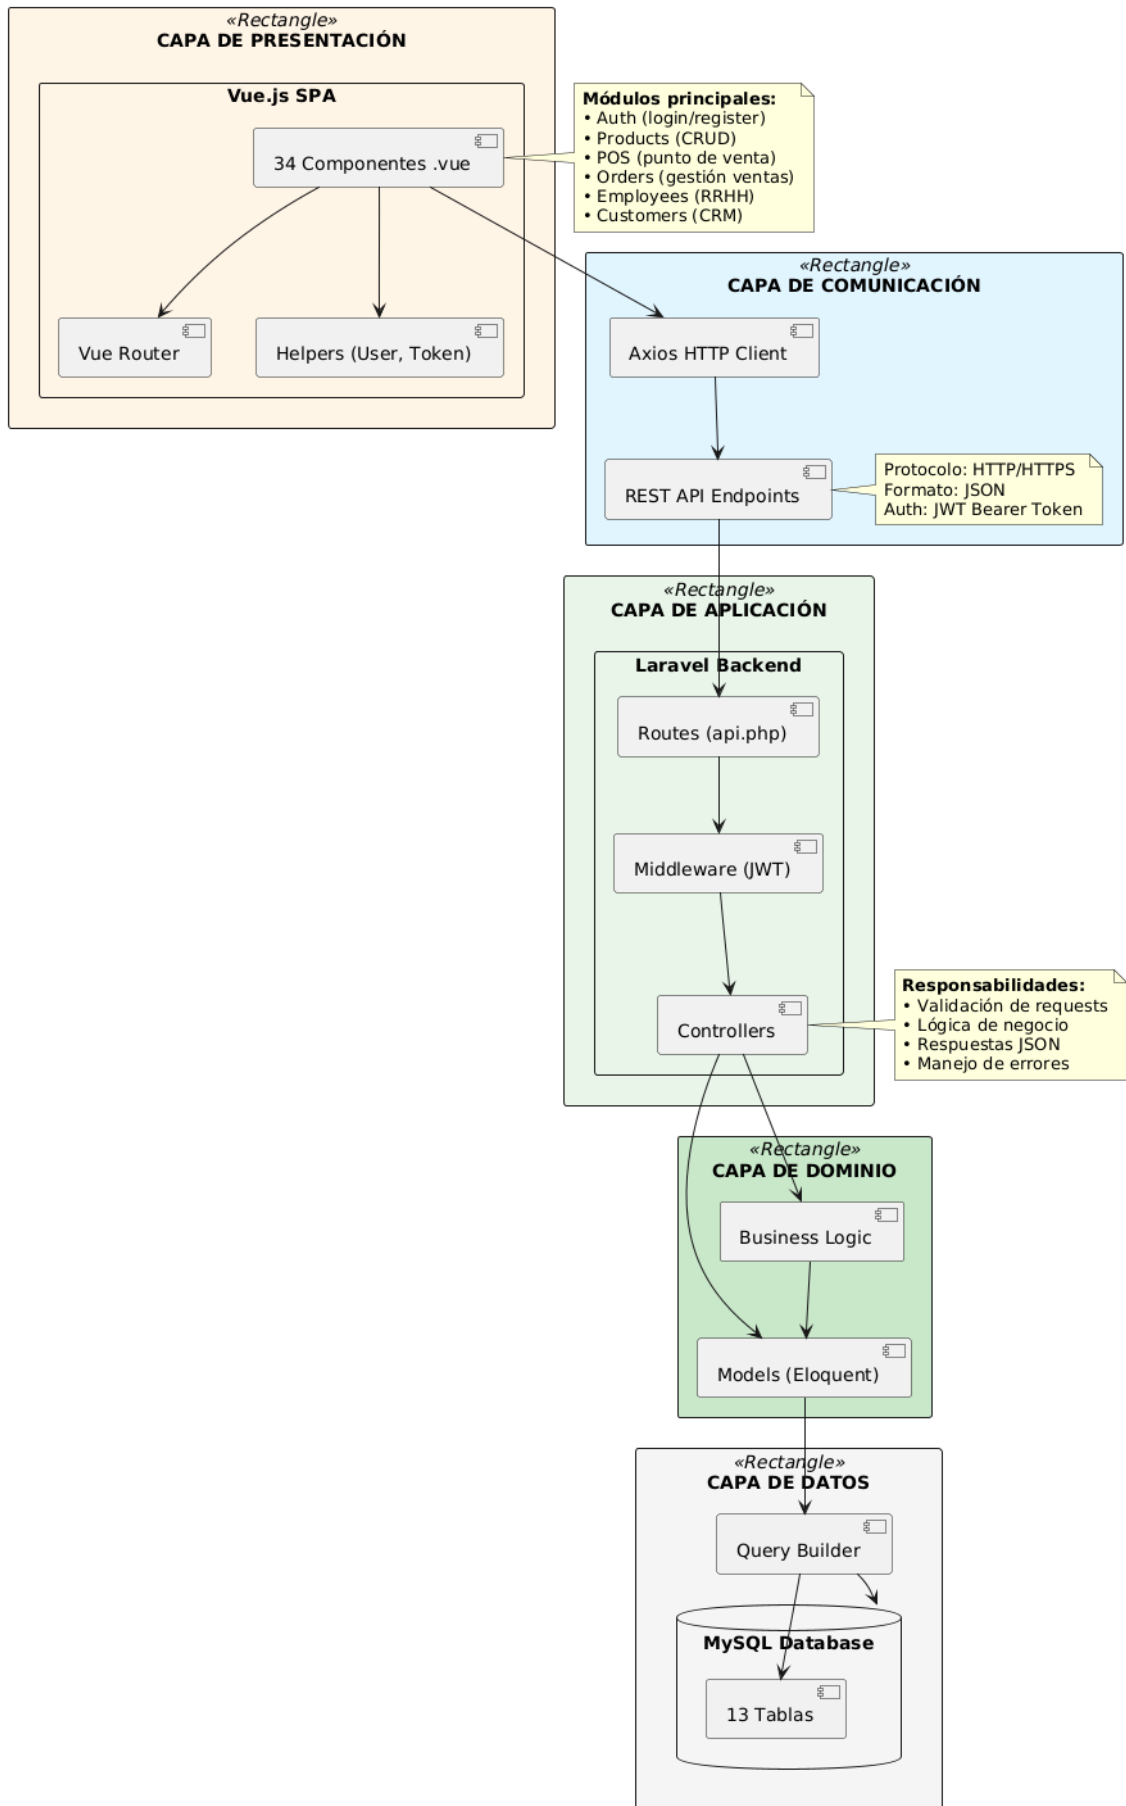 «Rectangle»
CAPA DE PRESENTACIÓN
Vue.js SPA
34 Componentes .vue
Módulos principales:
• Auth (login/register)
• Products (CRUD)
• POS (punto de venta)
• Orders (gestión ventas)
• Employees (RRHH)
• Customers (CRM)
Vue Router
Helpers (User, Token)
«Rectangle»
CAPA DE COMUNICACIÓN
Axios HTTP Client
REST API Endpoints
Protocolo: HTTP/HTTPS
Formato: JSON
Auth: JWT Bearer Token
«Rectangle»
CAPA DE APLICACIÓN
Laravel Backend
Routes (api.php)
Middleware (JWT)
Controllers
Responsabilidades:
• Validación de requests
• Lógica de negocio
• Respuestas JSON
• Manejo de errores
«Rectangle»
CAPA DE DOMINIO
Business Logic
Models (Eloquent)
«Rectangle»
CAPA DE DATOS
Query Builder
MySQL Database
13 Tablas